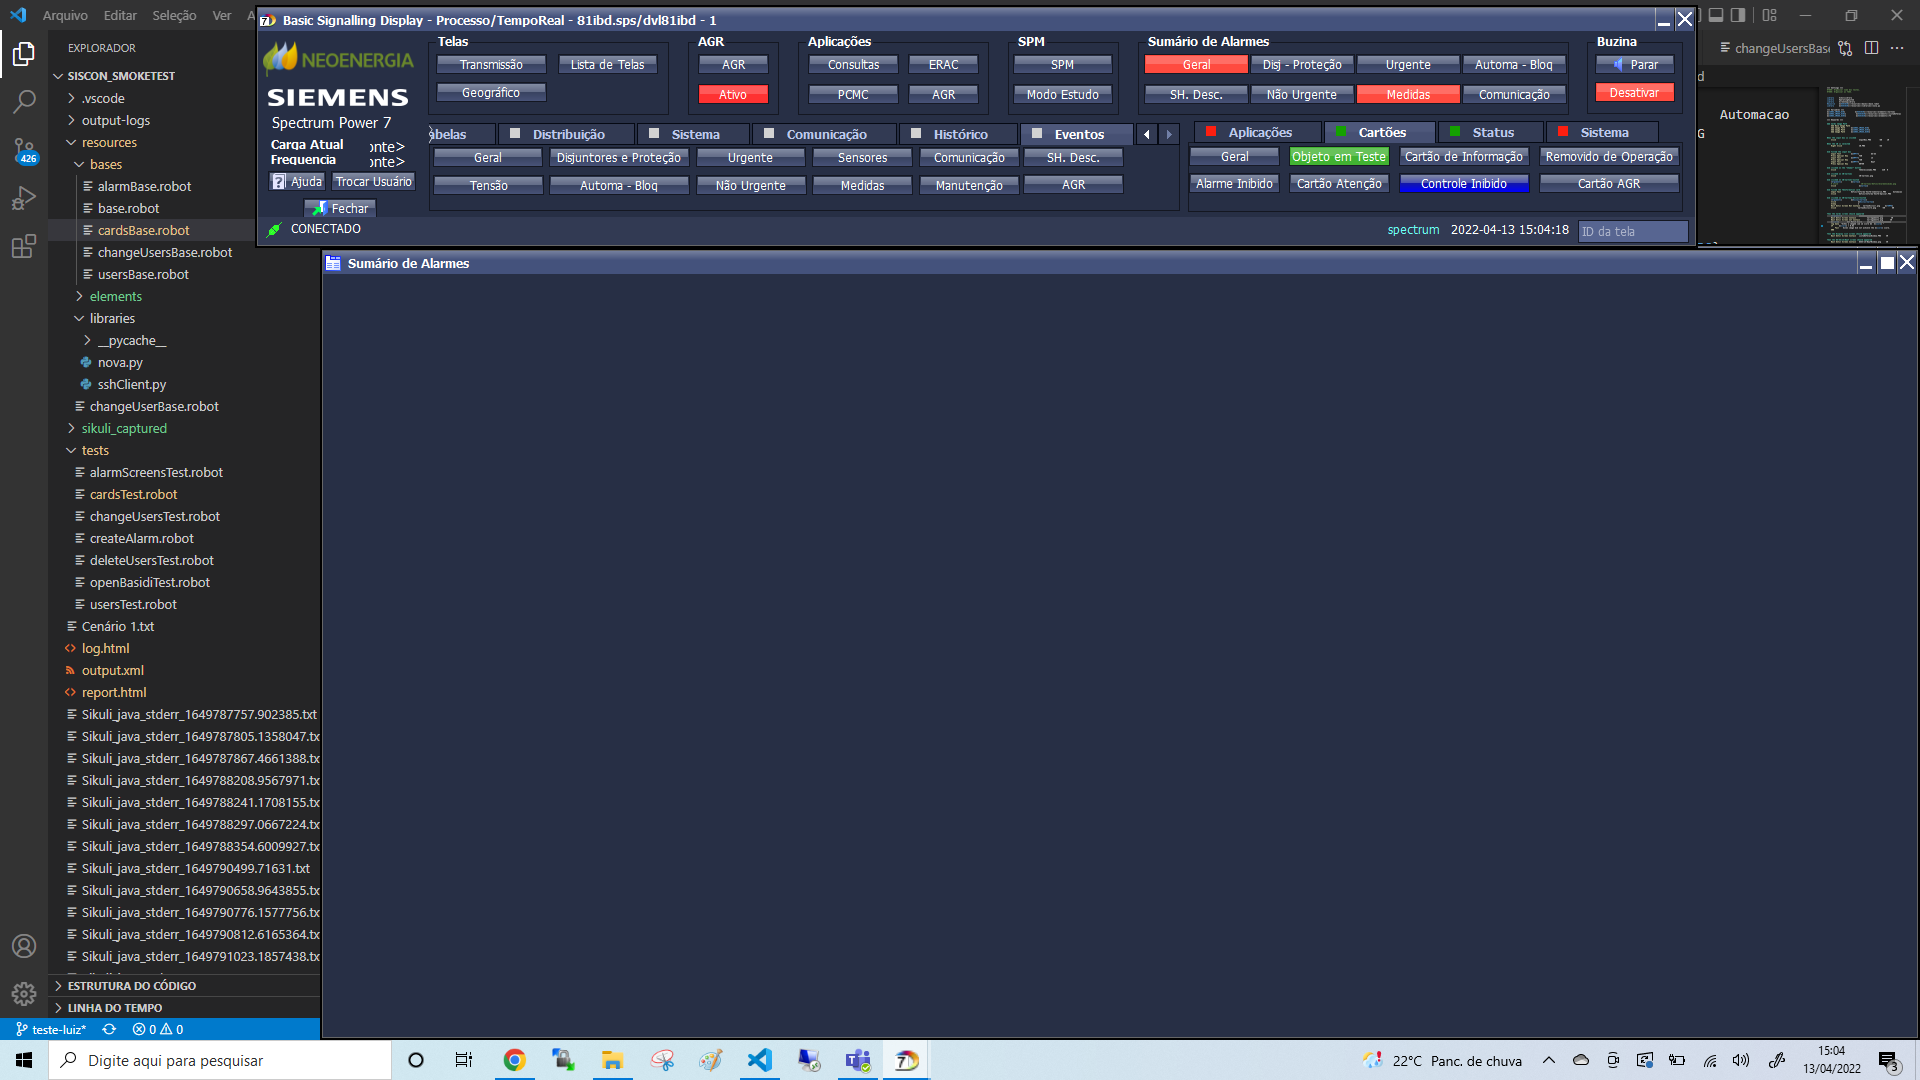 Arquivo Editar Seleção Ver
Basic Signalling Display - Processo/TempoReal - 81ibd.sps/dvl81ibd - 1
EXPLORADOR
SISCON_SMOKETEST
.vscode
output-logs
resources
bases
alarmBase.robot
base.robot
cardsBase.robot
changeUsersBase.robot
usersBase.robot
elements
libraries
__pycache__
nova.py
sshClient.py
changeUserBase.robot
sikuli_captured
tests
alarmScreensTest.robot
cardsTest.robot
changeUsersTest.robot
createAlarm.robot
deleteUsersTest.robot
openBasidiTest.robot
usersTest.robot
Cenário 1.txt
log.html
output.xml
report.html
Sikuli_java_stderr_1649787757.902385.txt
Sikuli_java_stderr_1649787805.1358047.tx
Sikuli_java_stderr_1649787867.4661388.tx
Sikuli_java_stderr_1649788208.9567971.tx
Sikuli_java_stderr_1649788241.1708155.tx
Sikuli_java_stderr_1649788297.0667224.tx
Sikuli_java_stderr_1649788354.6009927.tx
Sikuli_java_stderr_1649790499.71631.txt
Sikuli_java_stderr_1649790658.9643855.tx
Sikuli_java_stderr_1649790776.1577756.tx
Sikuli_java_stderr_1649790812.6165364.tx
Sikuli_java_stderr_1649791023.1857438.tx
ESTRUTURA DO CÓDIGO
LINHA DO TEMPO
426
teste-luiz* 0 0
NEOENERGIA
SIEMENS
Spectrum Power 7
Carga Atual onte>
Frequencia onte>
Ajuda Trocar Usuário
Fechar
CONECTADO
Telas
Transmissão Lista de Telas
Geográfico
AGR
AGR
Ativo
Aplicações
Consultas ERAC
PCMC AGR
SPM
SPM
Modo Estudo
Sumário de Alarmes
Geral Disj - Proteção Urgente Automa - Bloq
SH. Desc. Não Urgente Medidas Comunicação
Buzina
Parar
Desativar
abelas Distribuição Sistema Comunicação Histórico Eventos
Geral Disjuntores e Proteção Urgente Sensores Comunicação SH. Desc.
Tensão Automa - Bloq Não Urgente Medidas Manutenção AGR
Aplicações Cartões Status Sistema
Geral Objeto em Teste Cartão de Informação Removido de Operação
Alarme Inibido Cartão Atenção Controle Inibido Cartão AGR
spectrum 2022-04-13 15:04:18 ID da tela
changeUsersBase
Automacao
Sumário de Alarmes
Digite aqui para pesquisar
22°C Panc. de chuva
15:04
13/04/2022
3